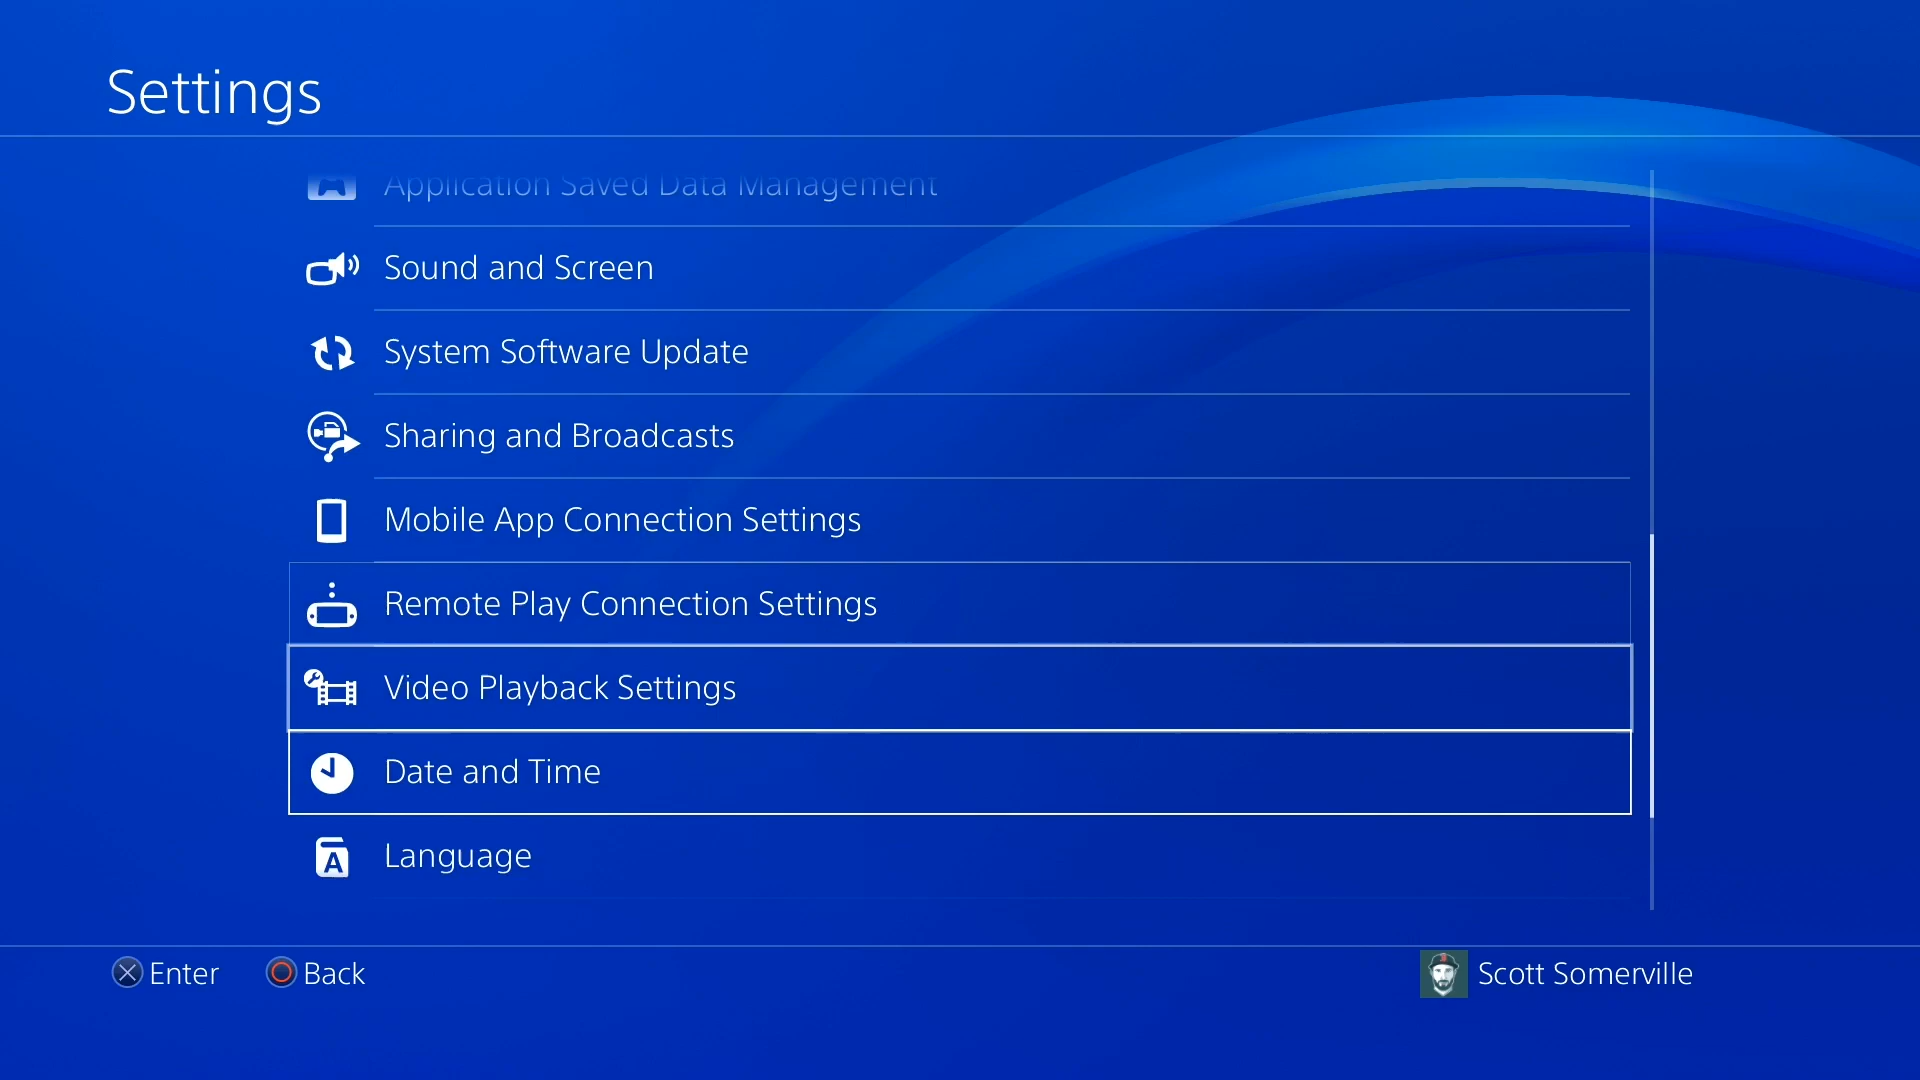 Settings
Application Saved Data Management
Sound and Screen
System Software Update
Sharing and Broadcasts
Mobile App Connection Settings
Remote Play Connection Settings
Video Playback Settings
Date and Time
A Language
Enter Back Scott Somerville